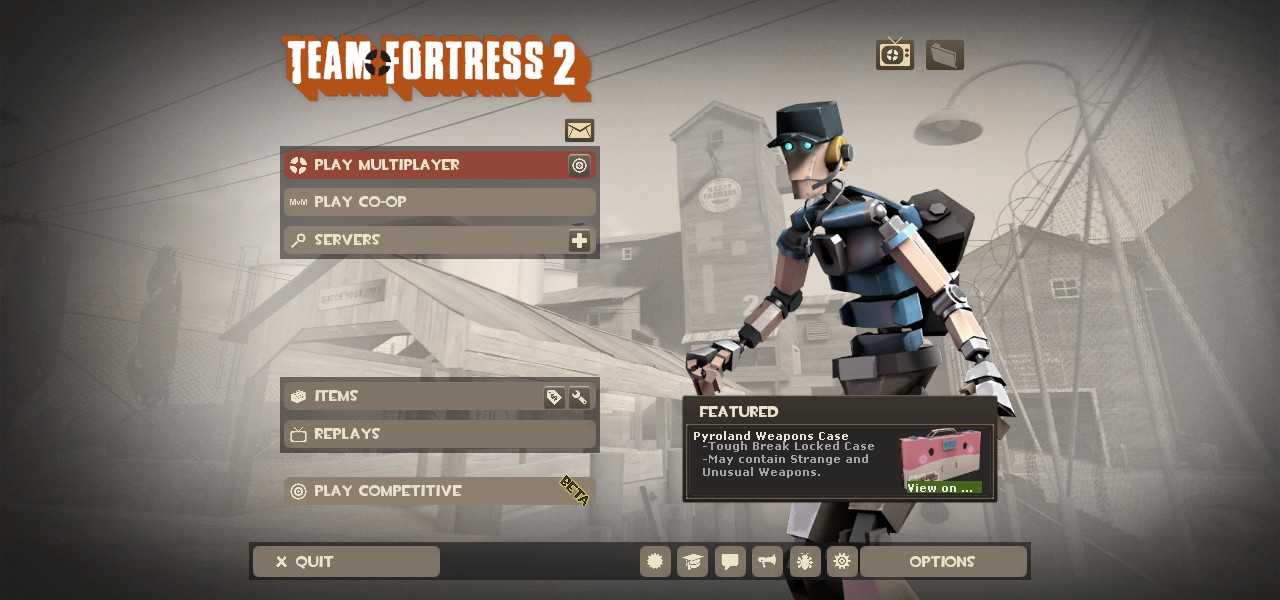 TEAM FORTRESS 2
PLAY MULTIPLAYER
MvM PLAY CO-OP
SERVERS
ITEMS
REPLAYS
PLAY COMPETITIVE
BETA
FEATURED
Pyroland Weapons Case
-Tough Break Locked Case
-May contain Strange and
Unusual Weapons.
View on ...
X QUIT
OPTIONS